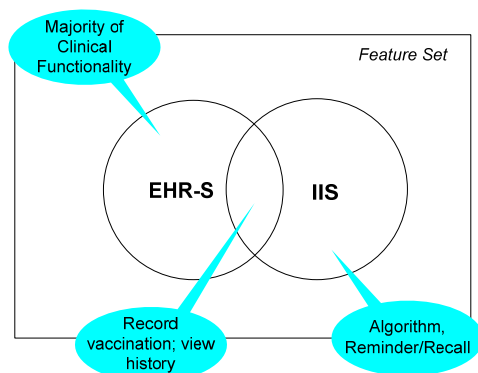 Majority of
Clinical
Functionality
Feature Set
EHR-S
IIS
Record
vaccination; view
history
Algorithm,
Reminder/Recall